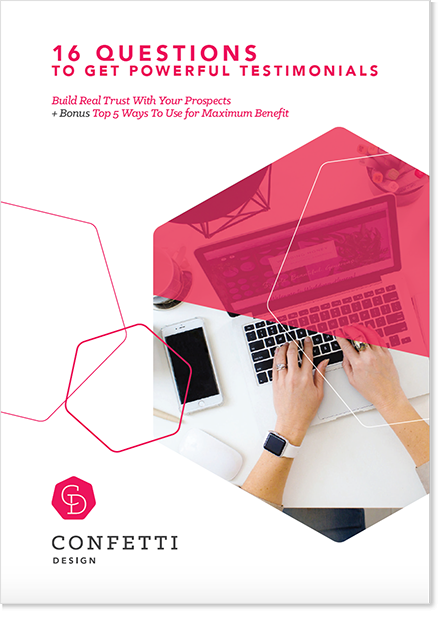 16 QUESTIONS
TO GET POWERFUL TESTIMONIALS
Build Real Trust With Your Prospects
+ Bonus Top 5 Ways To Use for Maximum Benefit
CD
CONFETTI
DESIGN